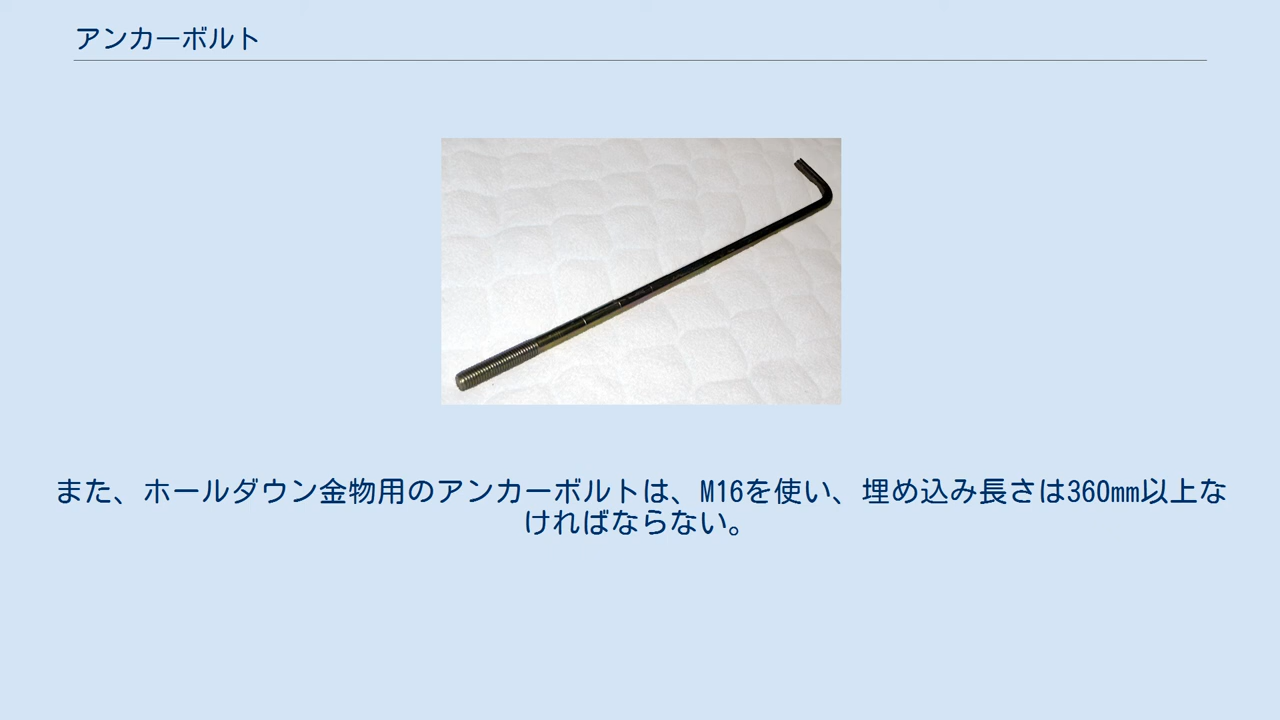 アンカーボルト
また、ホールダウン金物用のアンカーボルトは、M16を使い、埋め込み長さは360mm以上な
ければならない。